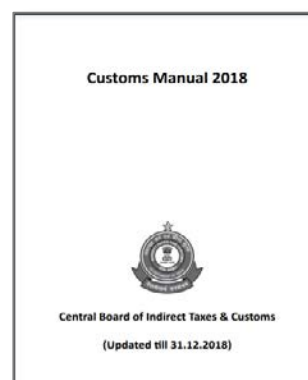 Customs Manual 2018
Central Board of Indirect Taxes & Customs
(Updated till 31.12.2018)